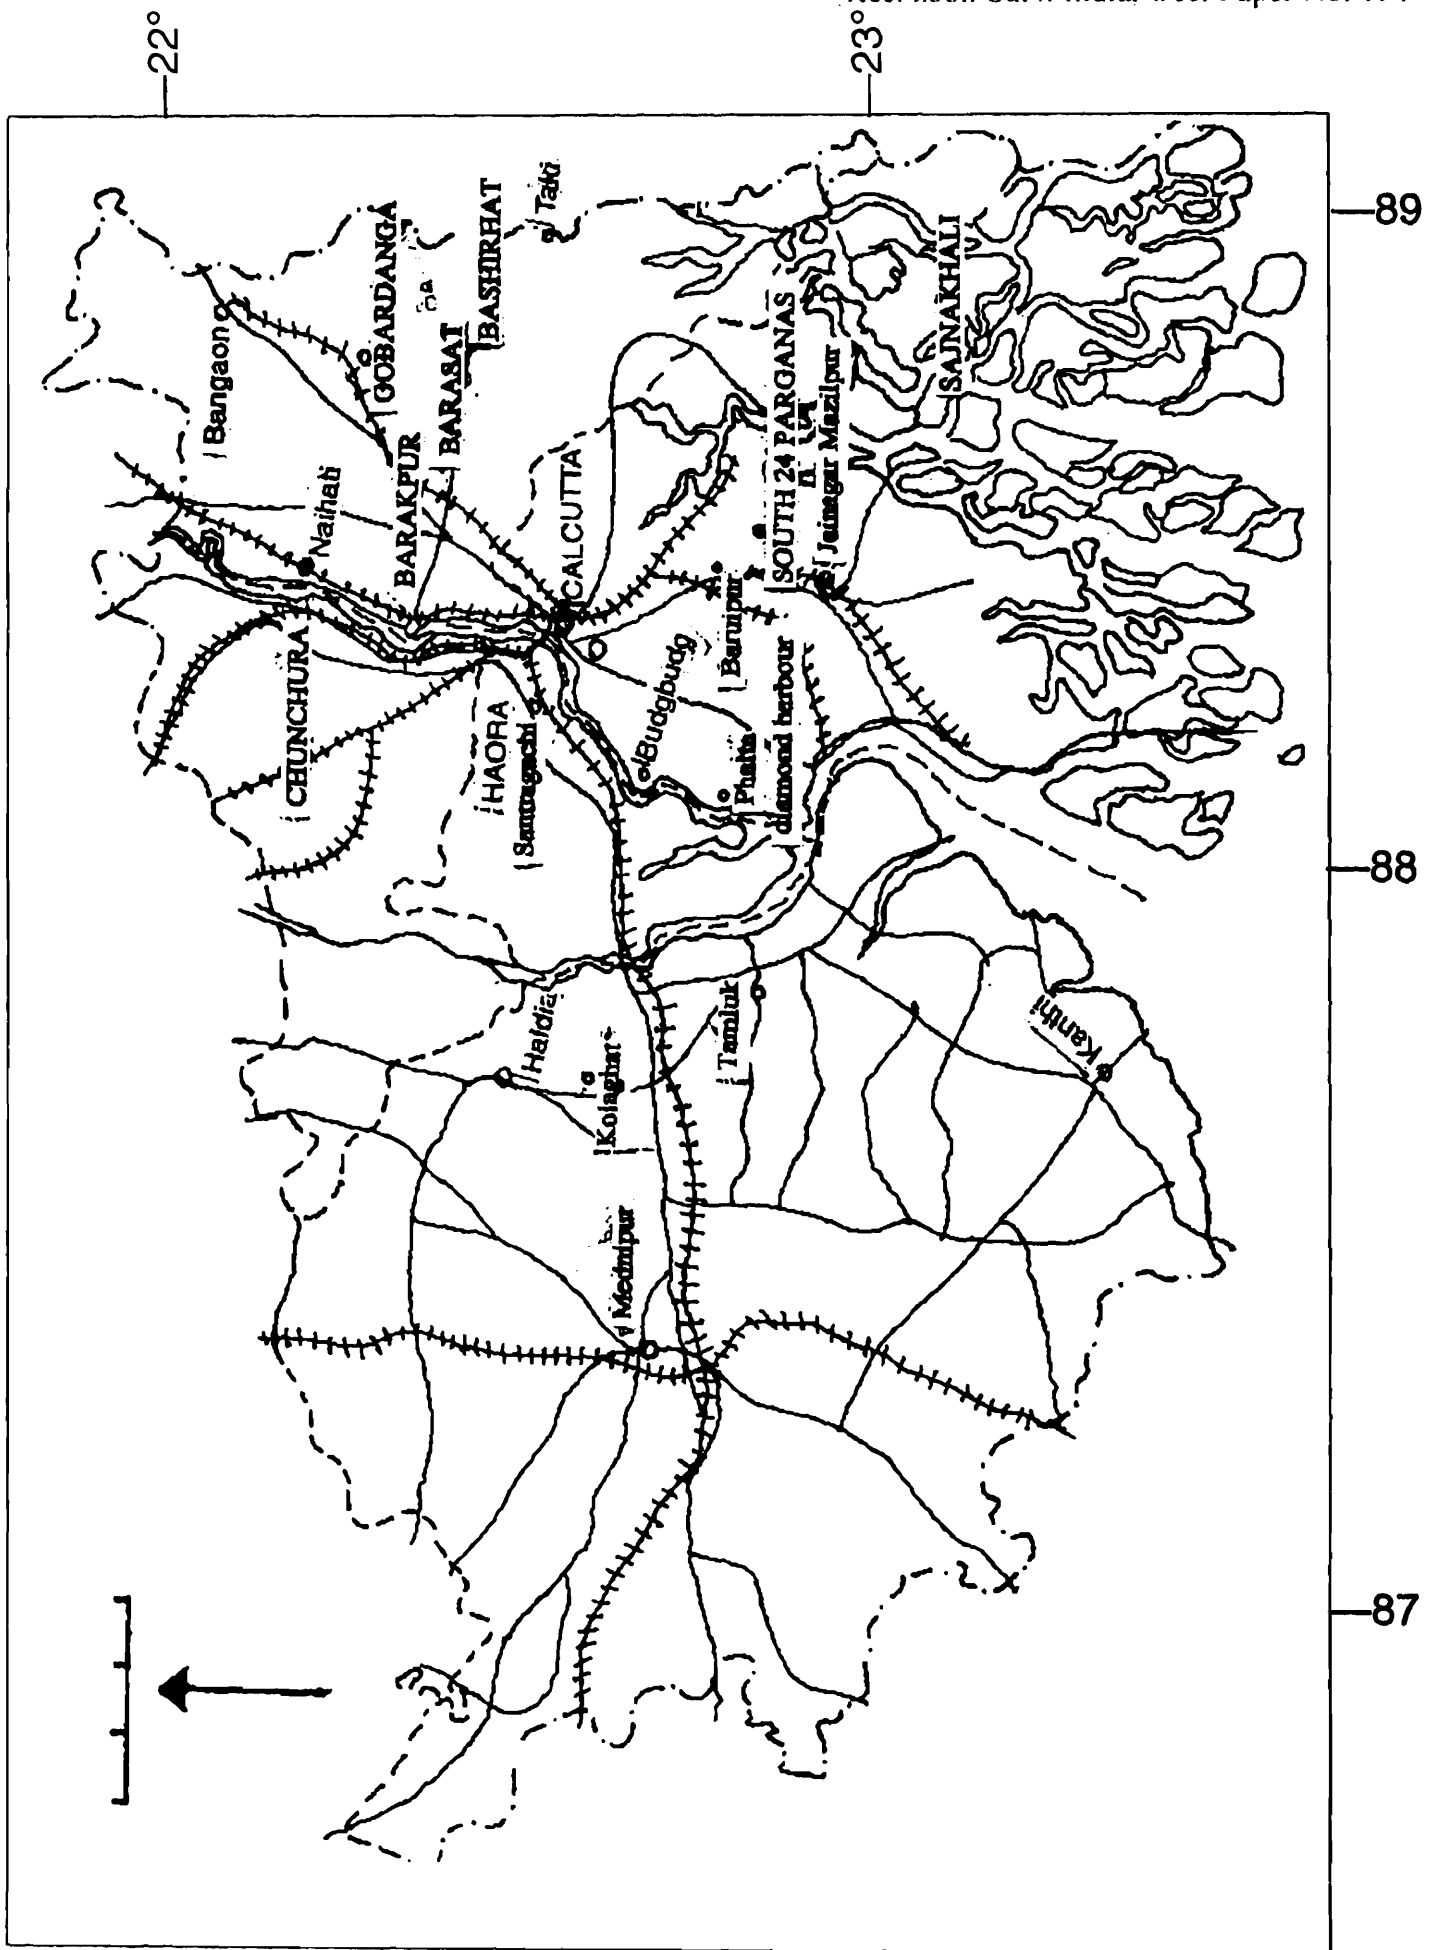 22°
23°
89
88
87
Bangaon
GOBARDANGA
BARASAT
BASHIRHAT
Taki
Naihati
BARAKPUR
CALCUTTA
SOUTH 24 PARGANAS
Jainagar Mazilpur
SAJNAKHALI
CHUNCHURA
HAORA
Santragachi
Budgbudg
Baruipur
Phalta
diamond harbour
Haldia
Kolaghat
Tamluk
Kanthi
Mednipur